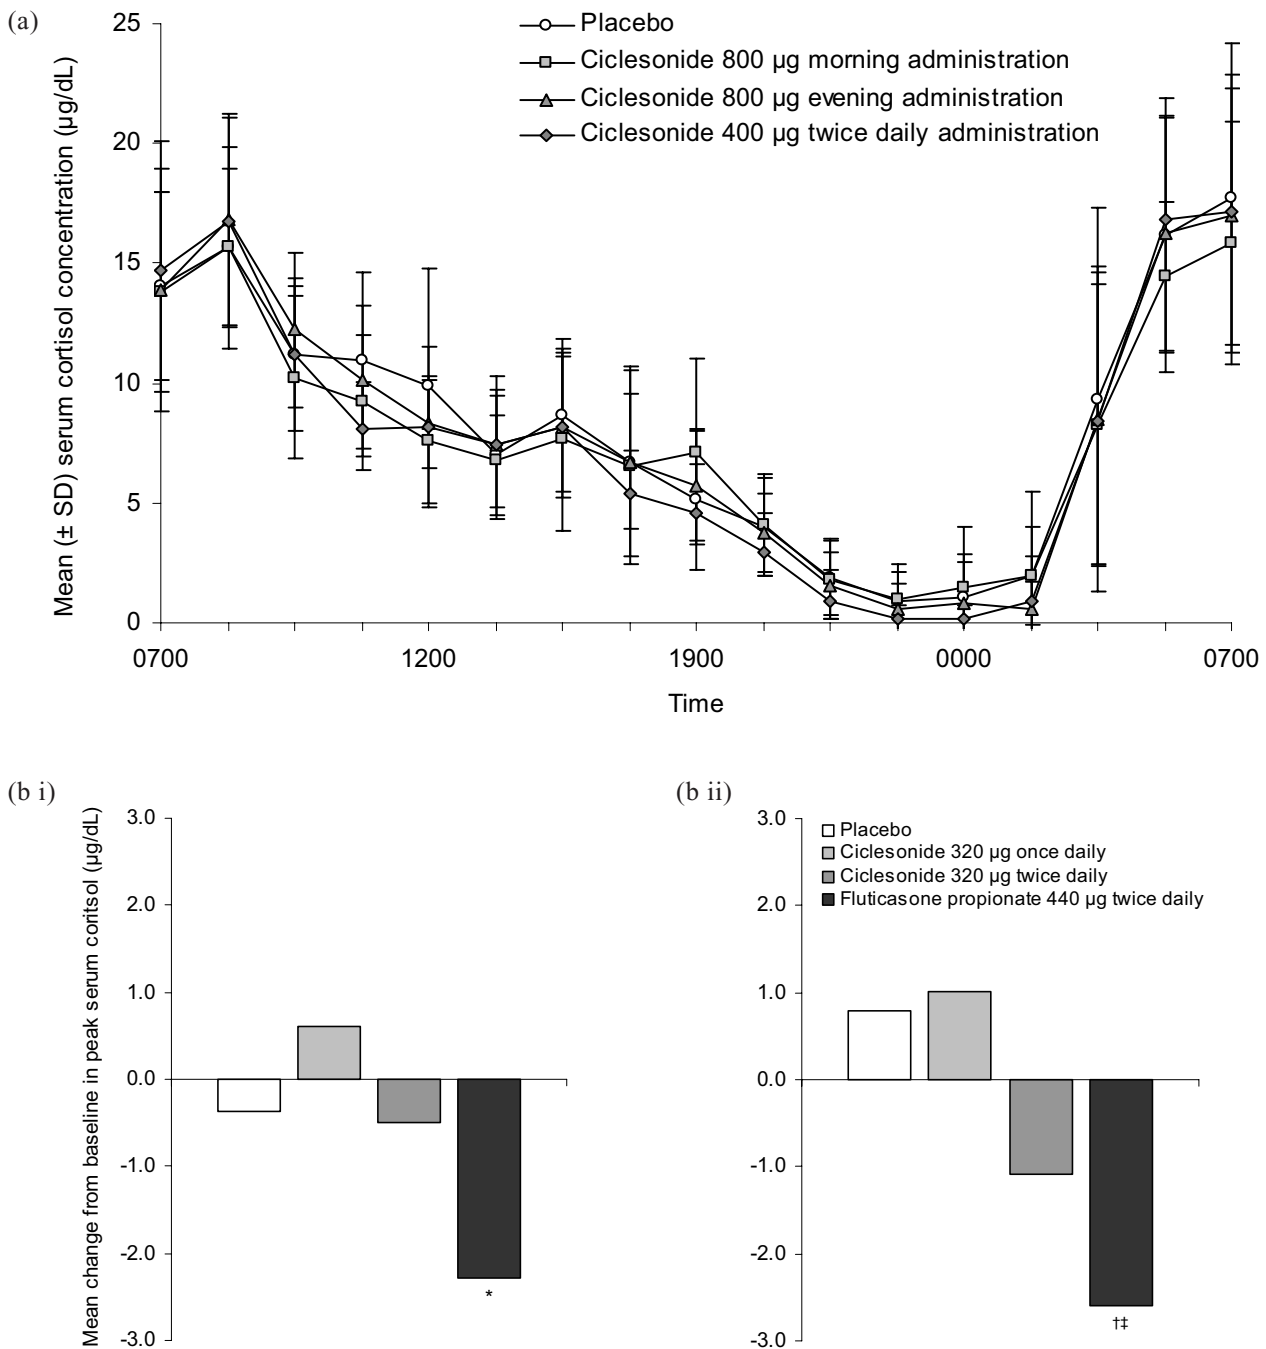 (a)
Mean (± SD) serum cortisol concentration (µg/dL)
25
20
15
10
5
0
Placebo
Ciclesonide 800 µg morning administration
Ciclesonide 800 µg evening administration
Ciclesonide 400 µg twice daily administration
0700 1200 1900 0000 0700
Time
(b i)
Mean change from baseline in peak serum coritsol (µg/dL)
3.0
2.0
1.0
0.0
-1.0
-2.0
-3.0
*
(b ii)
3.0
2.0
1.0
0.0
-1.0
-2.0
-3.0
Placebo
Ciclesonide 320 µg once daily
Ciclesonide 320 µg twice daily
Fluticasone propionate 440 µg twice daily
†‡